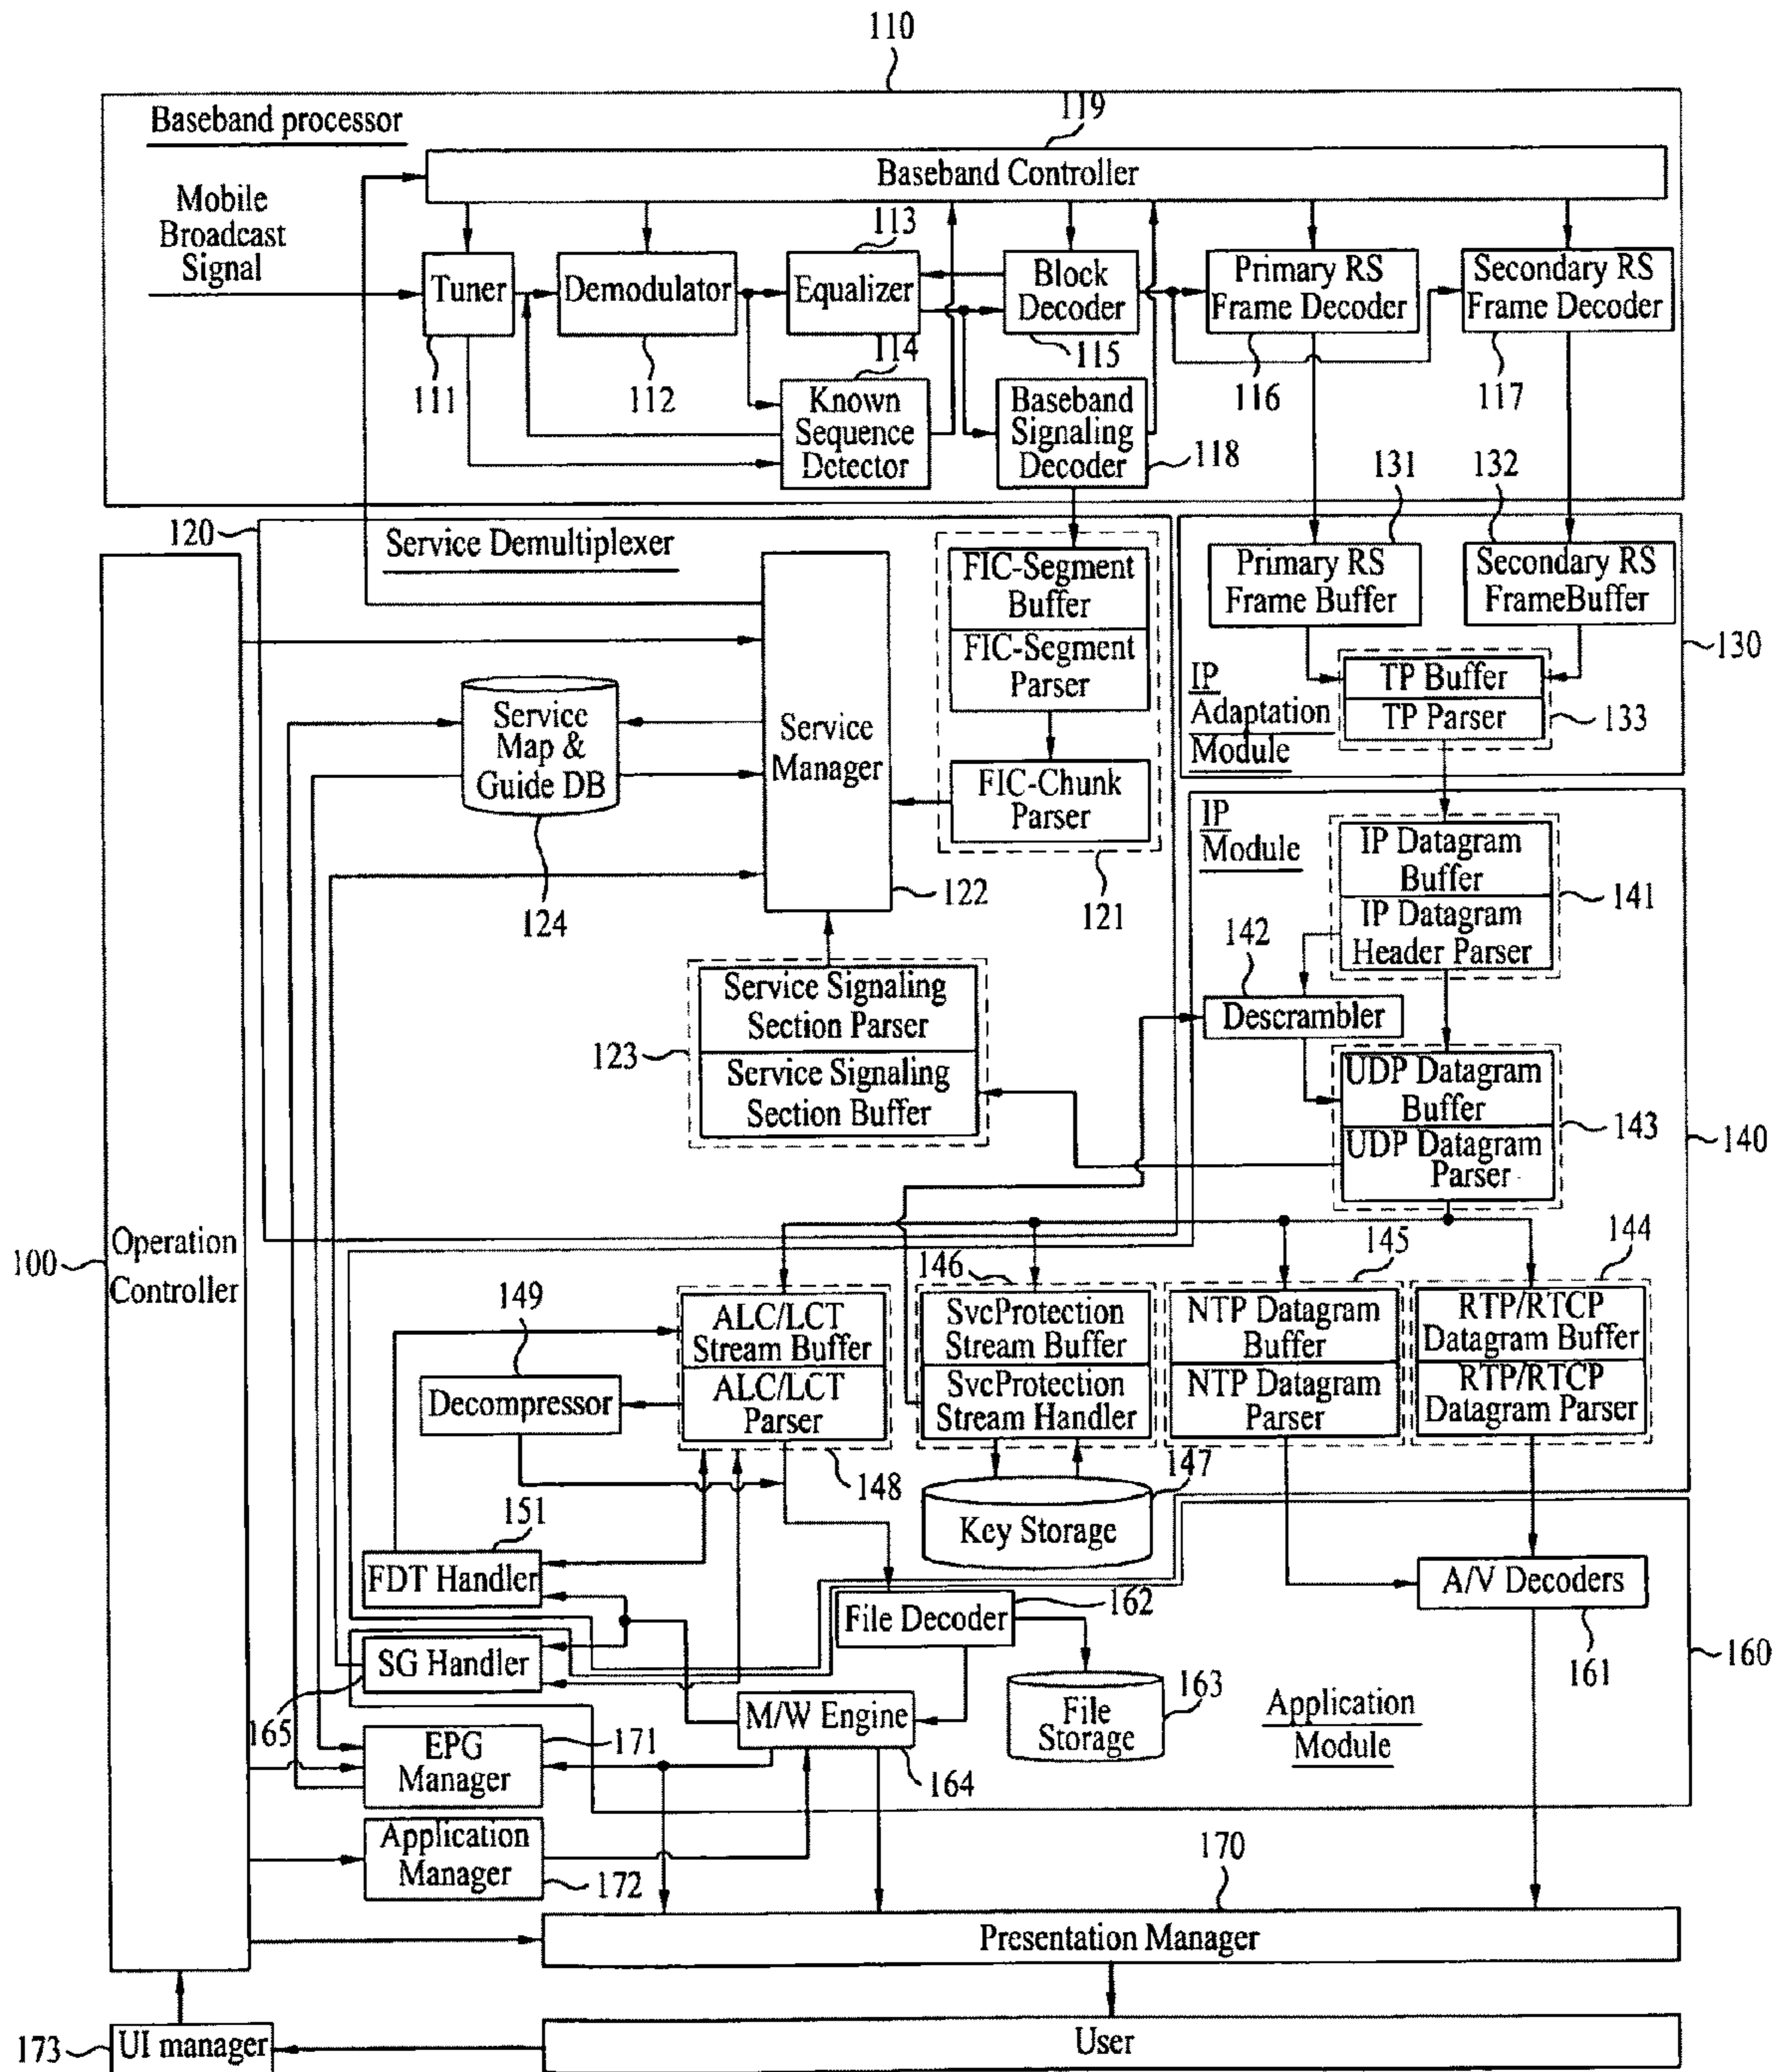 110
Baseband processor
119
Baseband Controller
Mobile
Broadcast
Signal
113
Tuner
Demodulator
Equalizer
Block
Decoder
Primary RS
Frame Decoder
Secondary RS
Frame Decoder
111
112
114
115
116
117
Known
Sequence
Detector
Baseband
Signaling
Decoder
118
131
132
120
Service Demultiplexer
FIC-Segment
Buffer
FIC-Segment
Parser
Primary RS
Frame Buffer
Secondary RS
FrameBuffer
130
IP
Adaptation
Module
TP Buffer
TP Parser
133
Service
Map &
Guide DB
124
Service
Manager
122
FIC-Chunk
Parser
121
IP
Module
IP Datagram
Buffer
IP Datagram
Header Parser
141
142
Descrambler
Service Signaling
Section Parser
Service Signaling
Section Buffer
123
UDP Datagram
Buffer
UDP Datagram
Parser
143
140
100
Operation
Controller
149
146
145
144
ALC/LCT
Stream Buffer
ALC/LCT
Parser
SvcProtection
Stream Buffer
SvcProtection
Stream Handler
NTP Datagram
Buffer
NTP Datagram
Parser
RTP/RTCP
Datagram Buffer
RTP/RTCP
Datagram Parser
Decompressor
148
147
Key Storage
151
FDT Handler
File Decoder
162
A/V Decoders
161
160
SG Handler
165
M/W Engine
164
File
Storage
163
Application
Module
EPG
Manager
171
Application
Manager
172
170
Presentation Manager
173
UI manager
User